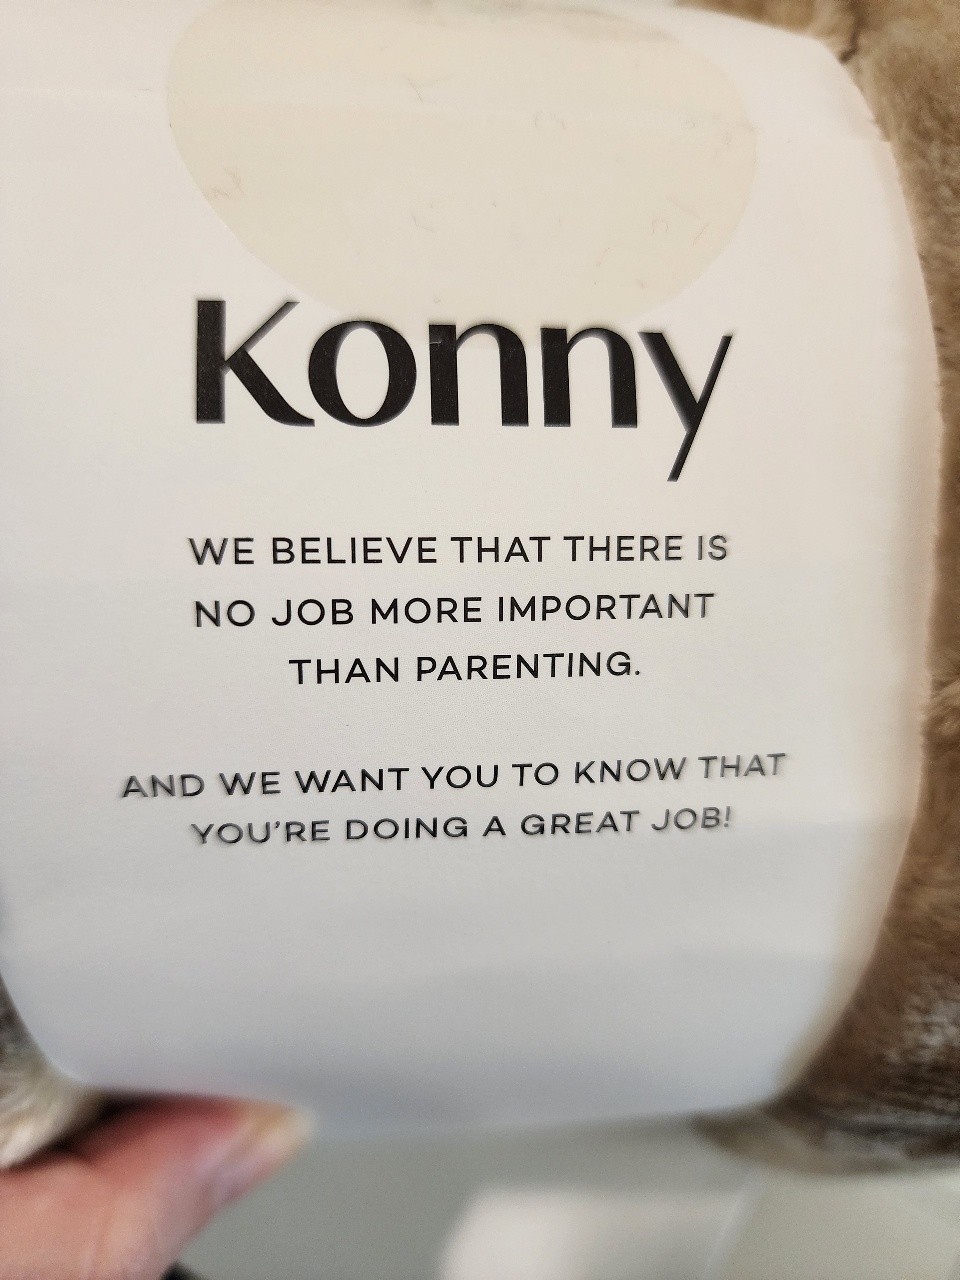 Konny
WE BELIEVE THAT THERE IS
NO JOB MORE IMPORTANT
THAN PARENTING.
AND WE WANT YOU TO KNOW THAT
YOU'RE DOING A GREAT JOB!